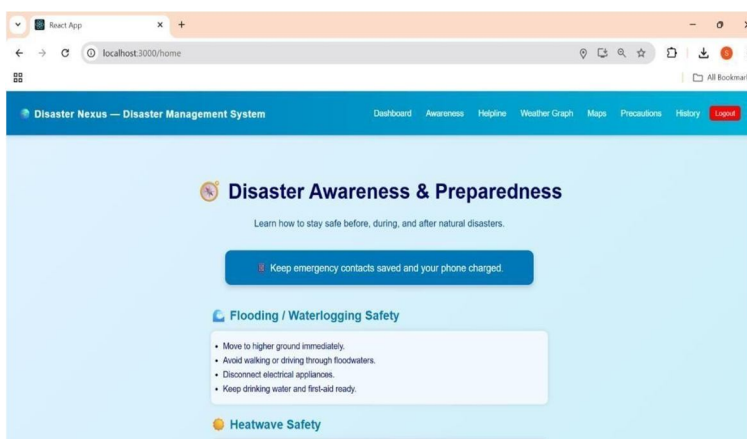 React App
localhost:3000/home
All Bookmar
Disaster Nexus — Disaster Management System
Dashboard Awareness Helpline Weather Graph Maps Precautions History Logout
Disaster Awareness & Preparedness
Learn how to stay safe before, during, and after natural disasters.
Keep emergency contacts saved and your phone charged.
Flooding / Waterlogging Safety
• Move to higher ground immediately.
• Avoid walking or driving through floodwaters.
• Disconnect electrical appliances.
• Keep drinking water and first-aid ready.
Heatwave Safety